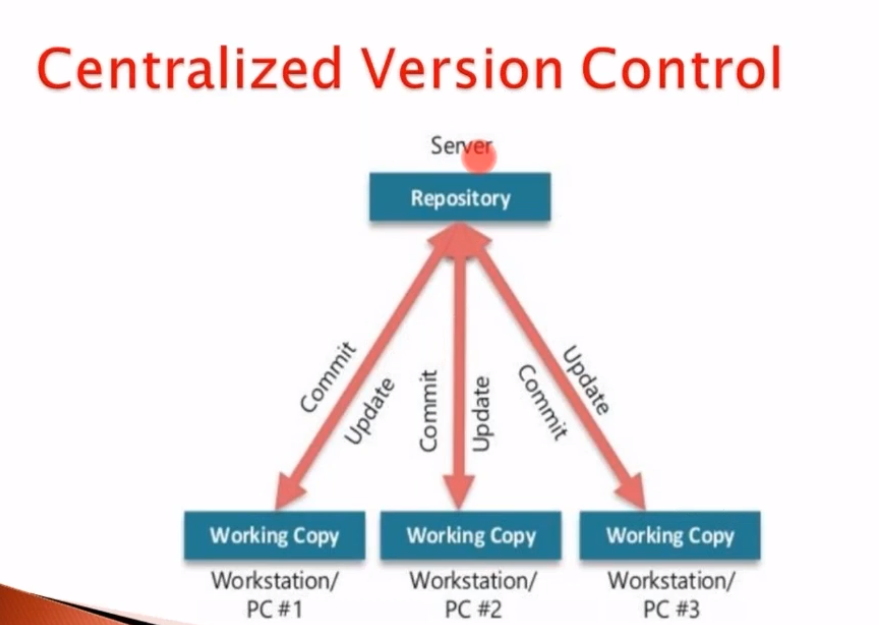 Centralized Version Control
Server
Repository
Commit
Update
Commit
Update
Update
Commit
Working Copy
Working Copy
Working Copy
Workstation/
PC #1
Workstation/
PC #2
Workstation/
PC #3